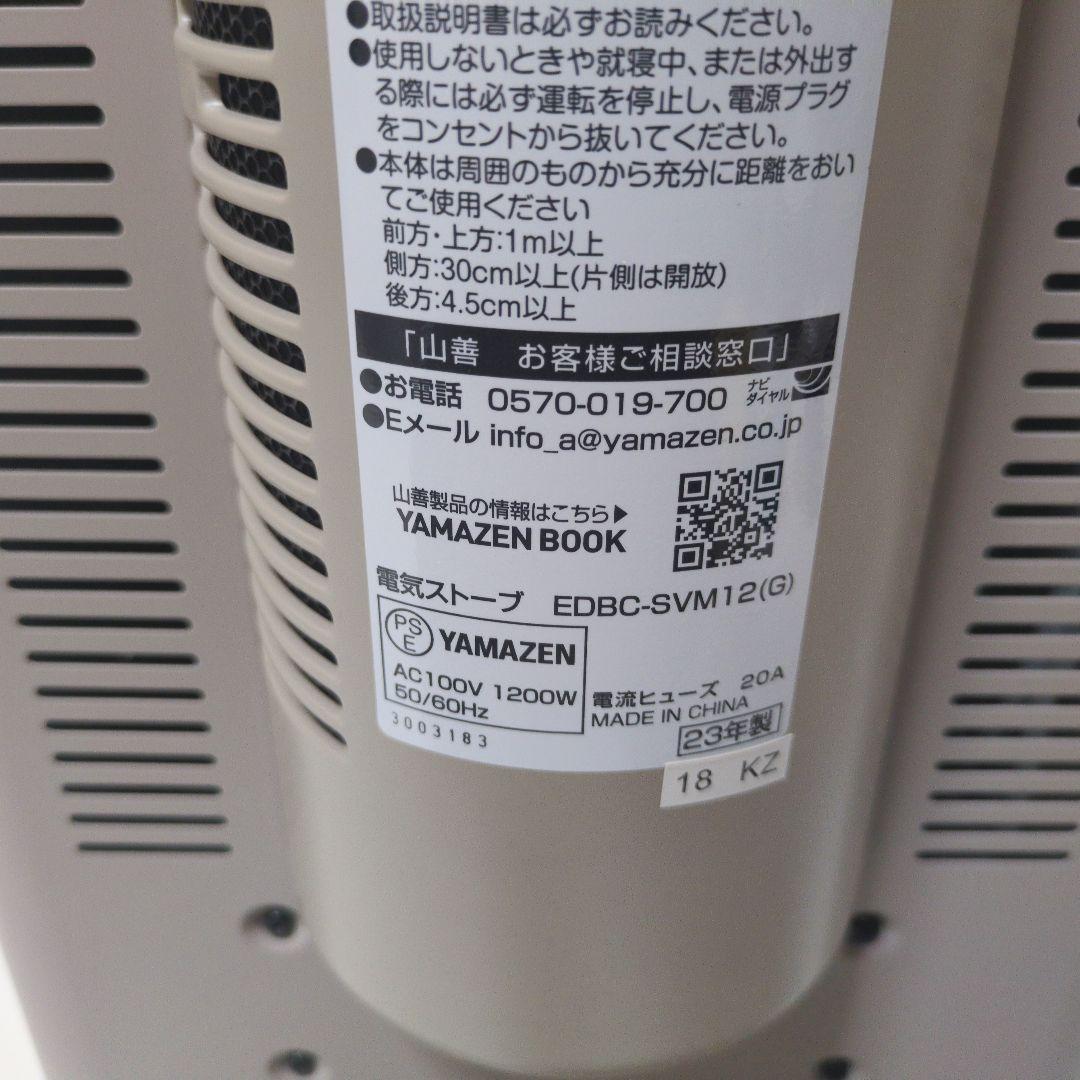 ●取扱説明書は必ずお読みください。
●使用しないときや就寝中、または外出す
る際には必ず運転を停止し、電源プラグ
をコンセントから抜いてください。
●本体は周囲のものから充分に距離をおい
てご使用ください
前方・上方:1m以上
側方:30cm以上(片側は開放)
後方:4.5cm以上
「山善　お客様ご相談窓口」
●お電話 0570-019-700 ナビ
ダイヤル
●Eメール info_a@yamazen.co.jp
山善製品の情報はこちら▶
YAMAZEN BOOK
電気ストーブ EDBC-SVM12(G)
PS
E
YAMAZEN
AC100V 1200W
50/60Hz
電流ヒューズ 20A
MADE IN CHINA
3003183
23年製
18 KZ